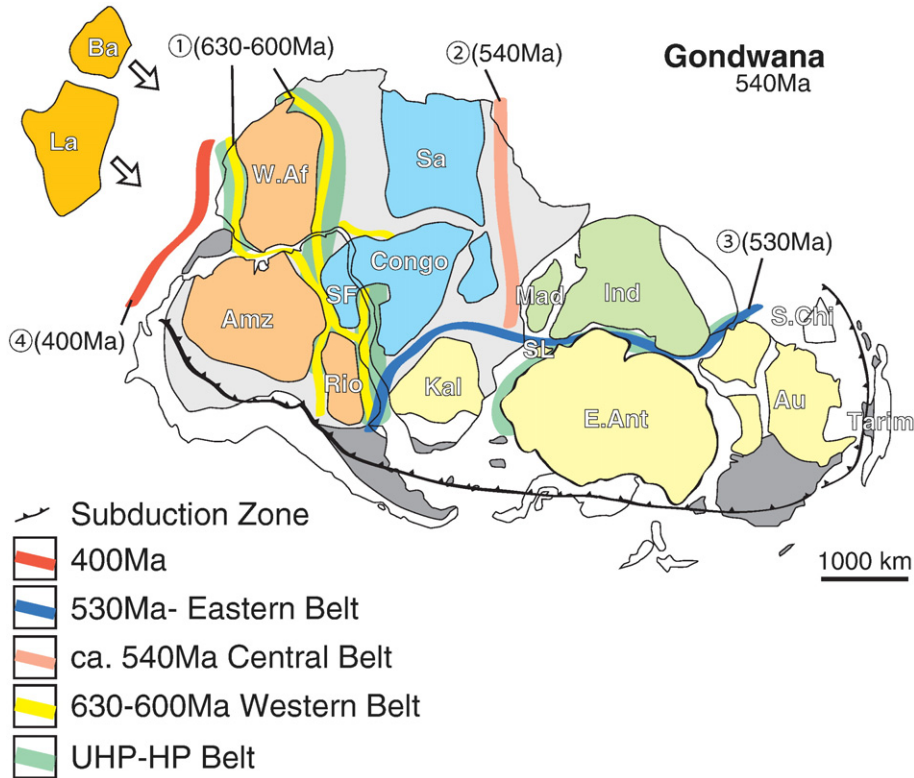 Ba
①(630-600Ma)
②(540Ma)
Gondwana
540Ma
La
W.Af
Sa
Congo
③(530Ma)
SF
Mad
Ind
S.Chi
Amz
④(400Ma)
SL
Rio
Kal
E.Ant
Au
Tarim
Subduction Zone
1000 km
400Ma
530Ma- Eastern Belt
ca. 540Ma Central Belt
630-600Ma Western Belt
UHP-HP Belt